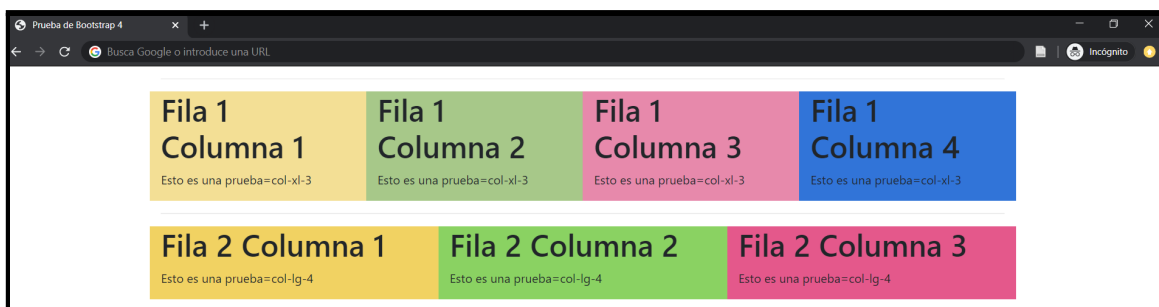 Prueba de Bootstrap 4
Busca Google o introduce una URL
Incógnito
Fila 1
Columna 1
Esto es una prueba=col-xl-3
Fila 1
Columna 2
Esto es una prueba=col-xl-3
Fila 1
Columna 3
Esto es una prueba=col-xl-3
Fila 1
Columna 4
Esto es una prueba=col-xl-3
Fila 2 Columna 1
Esto es una prueba=col-lg-4
Fila 2 Columna 2
Esto es una prueba=col-lg-4
Fila 2 Columna 3
Esto es una prueba=col-lg-4